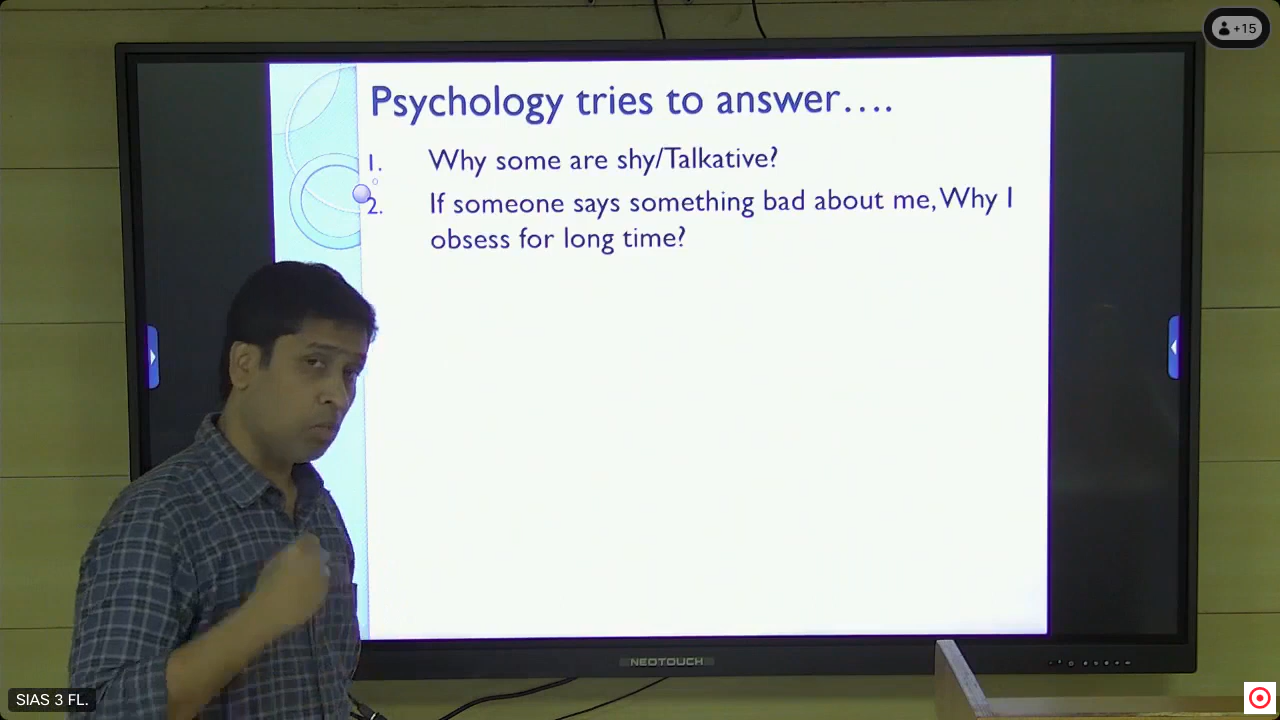 +15
Psychology tries to answer….
1. Why some are shy/Talkative?
2. If someone says something bad about me, Why I
obsess for long time?
NEOTOUCH
SIAS 3 FL.